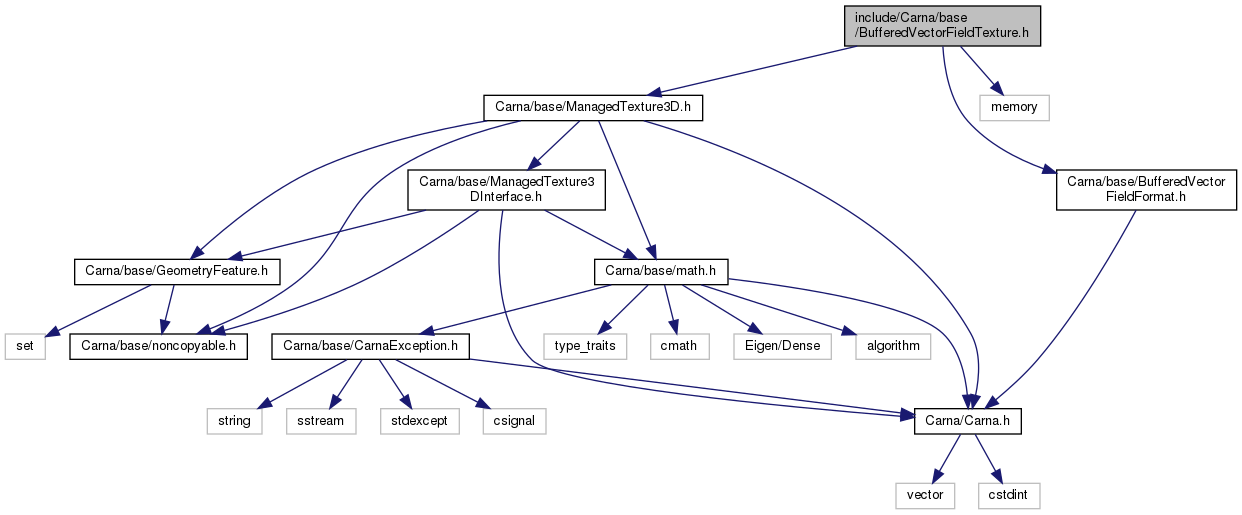 include/Carna/base
/BufferedVectorFieldTexture.h
Carna/base/ManagedTexture3D.h
memory
Carna/base/ManagedTexture3
DInterface.h
Carna/base/BufferedVector
FieldFormat.h
Carna/base/GeometryFeature.h
Carna/base/math.h
set
Carna/base/noncopyable.h
Carna/base/CarnaException.h
type_traits
cmath
Eigen/Dense
algorithm
string
sstream
stdexcept
csignal
Carna/Carna.h
vector
cstdint